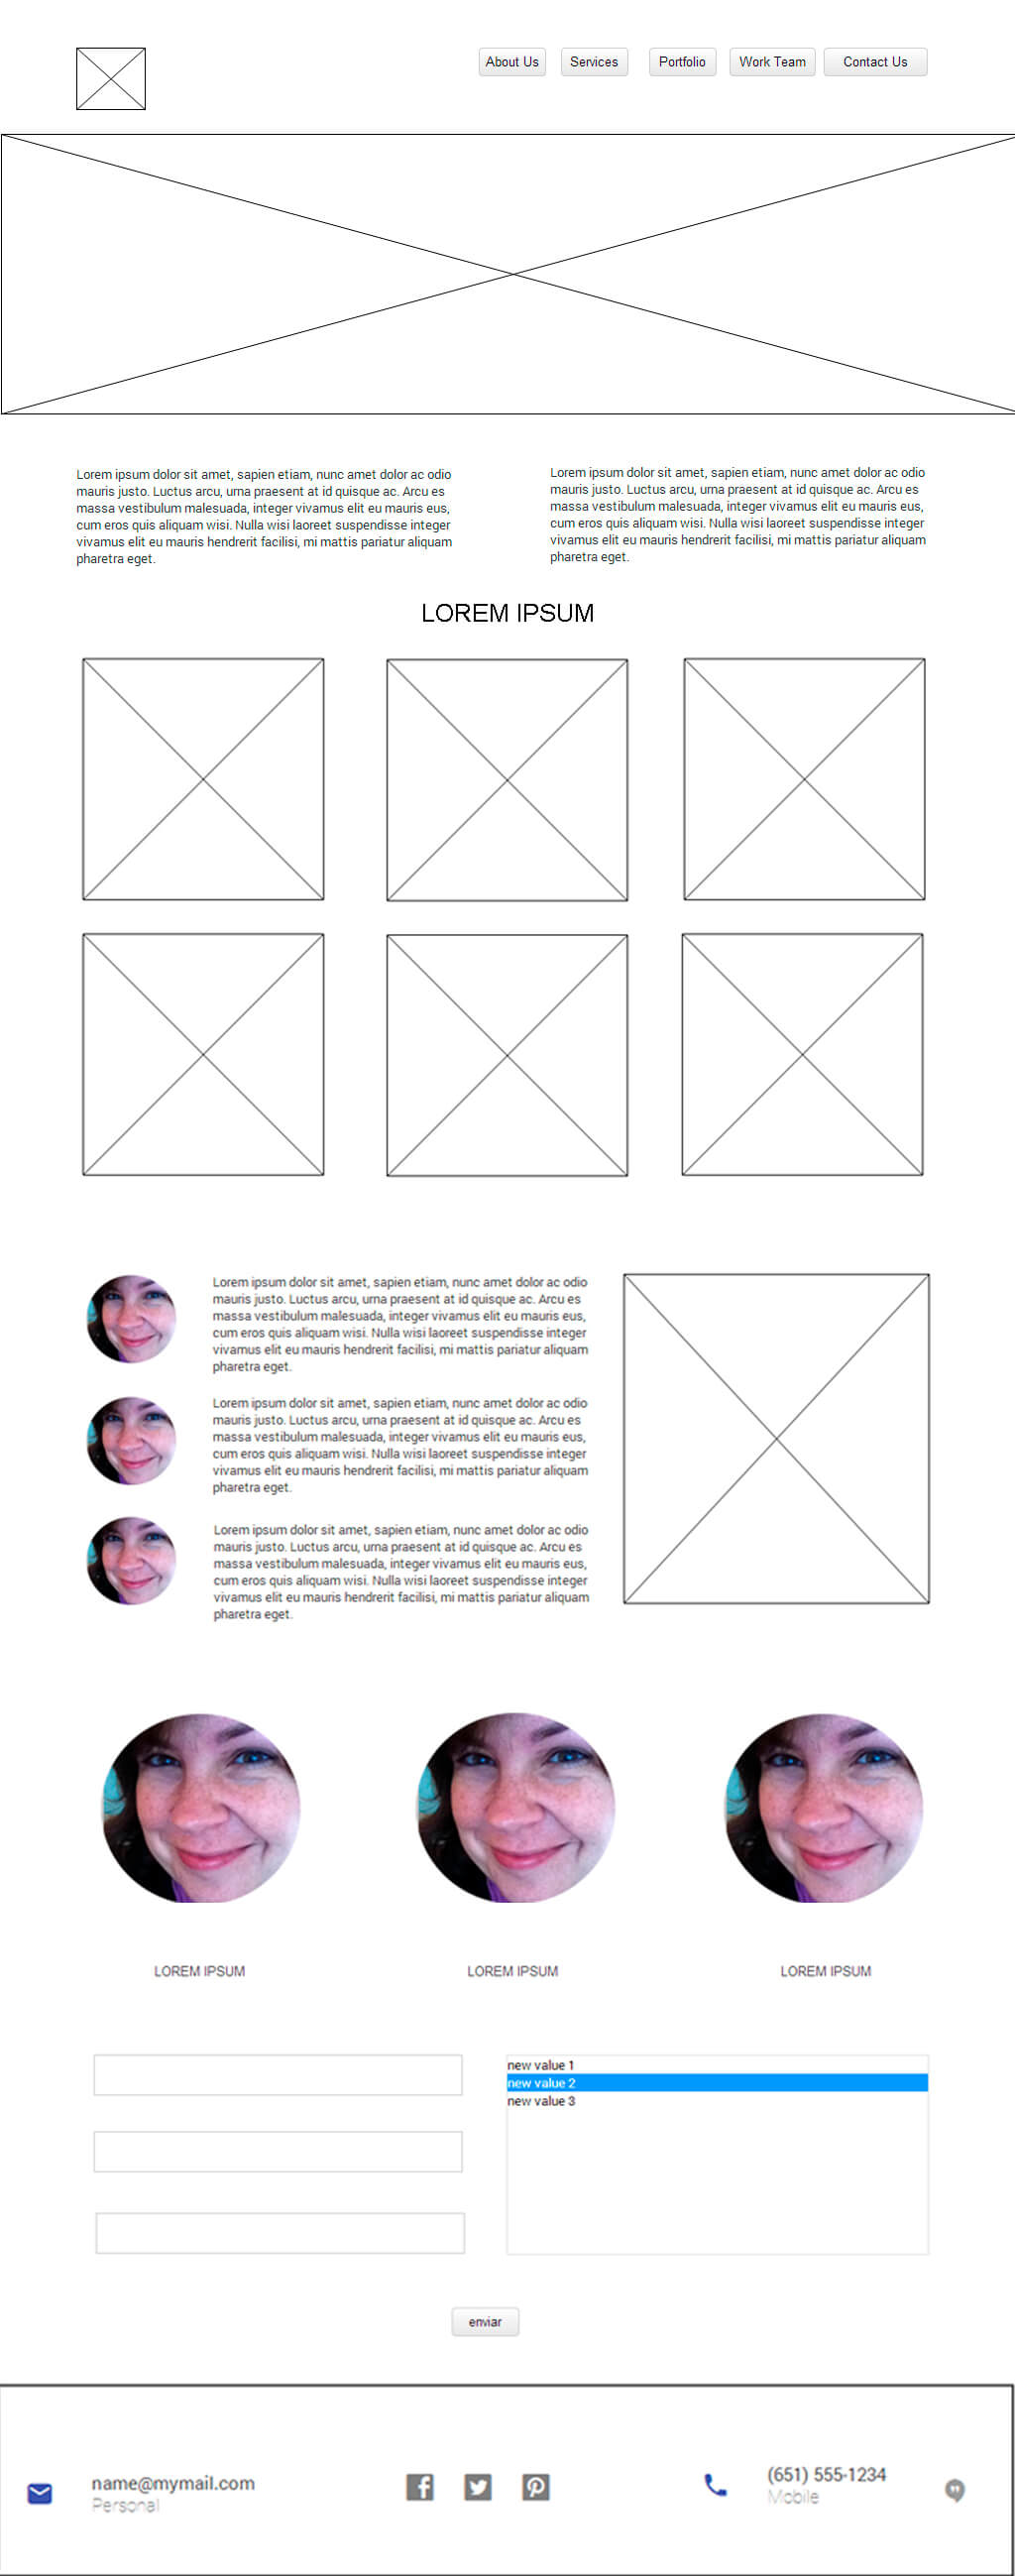 About Us Services Portfolio Work Team Contact Us
Lorem ipsum dolor sit amet, sapien etiam, nunc amet dolor ac odio
mauris justo. Luctus arcu, urna praesent at id quisque ac. Arcu es
massa vestibulum malesuada, integer vivamus elit eu mauris eus,
cum eros quis aliquam wisi. Nulla wisi laoreet suspendisse integer
vivamus elit eu mauris hendrerit facilisi, mi mattis pariatur aliquam
pharetra eget.
Lorem ipsum dolor sit amet, sapien etiam, nunc amet dolor ac odio
mauris justo. Luctus arcu, urna praesent at id quisque ac. Arcu es
massa vestibulum malesuada, integer vivamus elit eu mauris eus,
cum eros quis aliquam wisi. Nulla wisi laoreet suspendisse integer
vivamus elit eu mauris hendrerit facilisi, mi mattis pariatur aliquam
pharetra eget.
LOREM IPSUM
Lorem ipsum dolor sit amet, sapien etiam, nunc amet dolor ac odio
mauris justo. Luctus arcu, urna praesent at id quisque ac. Arcu es
massa vestibulum malesuada, integer vivamus elit eu mauris eus,
cum eros quis aliquam wisi. Nulla wisi laoreet suspendisse integer
vivamus elit eu mauris hendrerit facilisi, mi mattis pariatur aliquam
pharetra eget.
Lorem ipsum dolor sit amet, sapien etiam, nunc amet dolor ac odio
mauris justo. Luctus arcu, urna praesent at id quisque ac. Arcu es
massa vestibulum malesuada, integer vivamus elit eu mauris eus,
cum eros quis aliquam wisi. Nulla wisi laoreet suspendisse integer
vivamus elit eu mauris hendrerit facilisi, mi mattis pariatur aliquam
pharetra eget.
Lorem ipsum dolor sit amet, sapien etiam, nunc amet dolor ac odio
mauris justo. Luctus arcu, urna praesent at id quisque ac. Arcu es
massa vestibulum malesuada, integer vivamus elit eu mauris eus,
cum eros quis aliquam wisi. Nulla wisi laoreet suspendisse integer
vivamus elit eu mauris hendrerit facilisi, mi mattis pariatur aliquam
pharetra eget.
LOREM IPSUM LOREM IPSUM LOREM IPSUM
new value 1
new value 2
new value 3
enviar
name@mymail.com
Personal
(651) 555-1234
Mobile